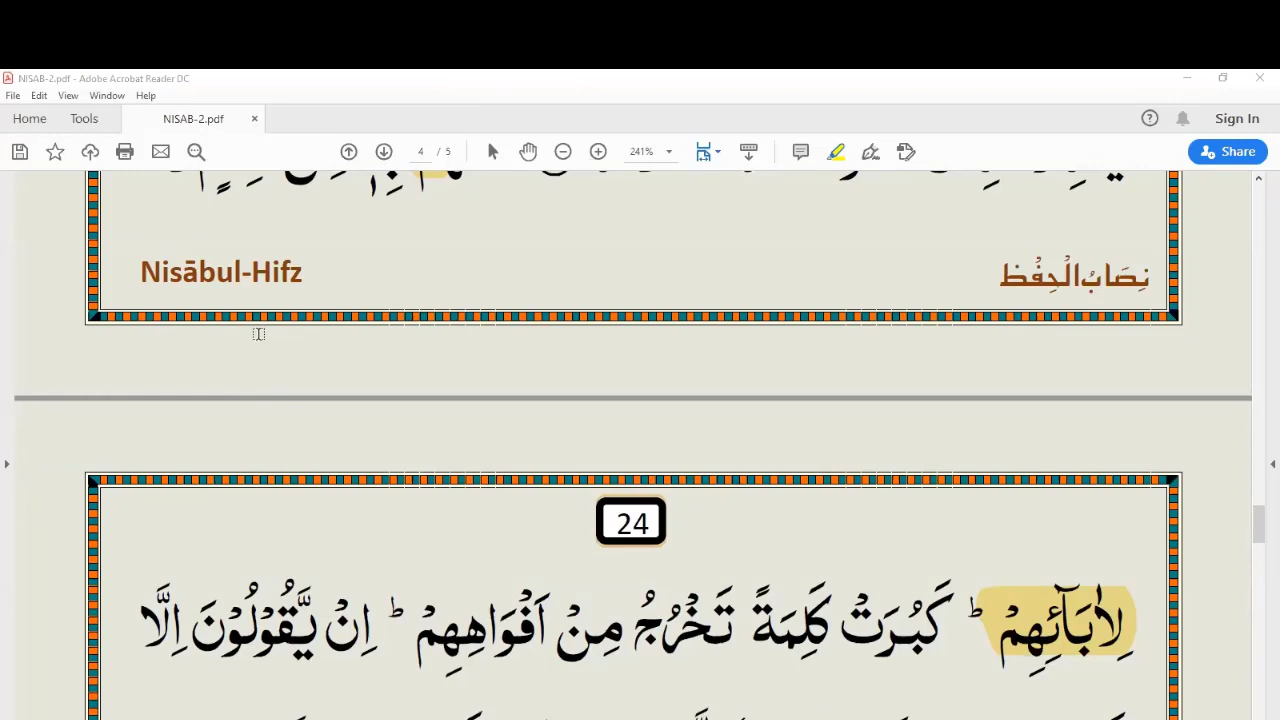 NISAB-2.pdf - Adobe Acrobat Reader DC
File Edit View Window Help
Home Tools NISAB-2.pdf × Sign In
4 / 5 241% Share
Nisābul-Hifz نِصَابُ الْحِفْظ
24
لِاٰبَآئِهِمْ ؕ كَبُرَتْ كَلِمَةً تَخْرُجُ مِنْ اَفْوَاهِهِمْ ؕ اِنْ يَّقُوْلُوْنَ اِلَّا